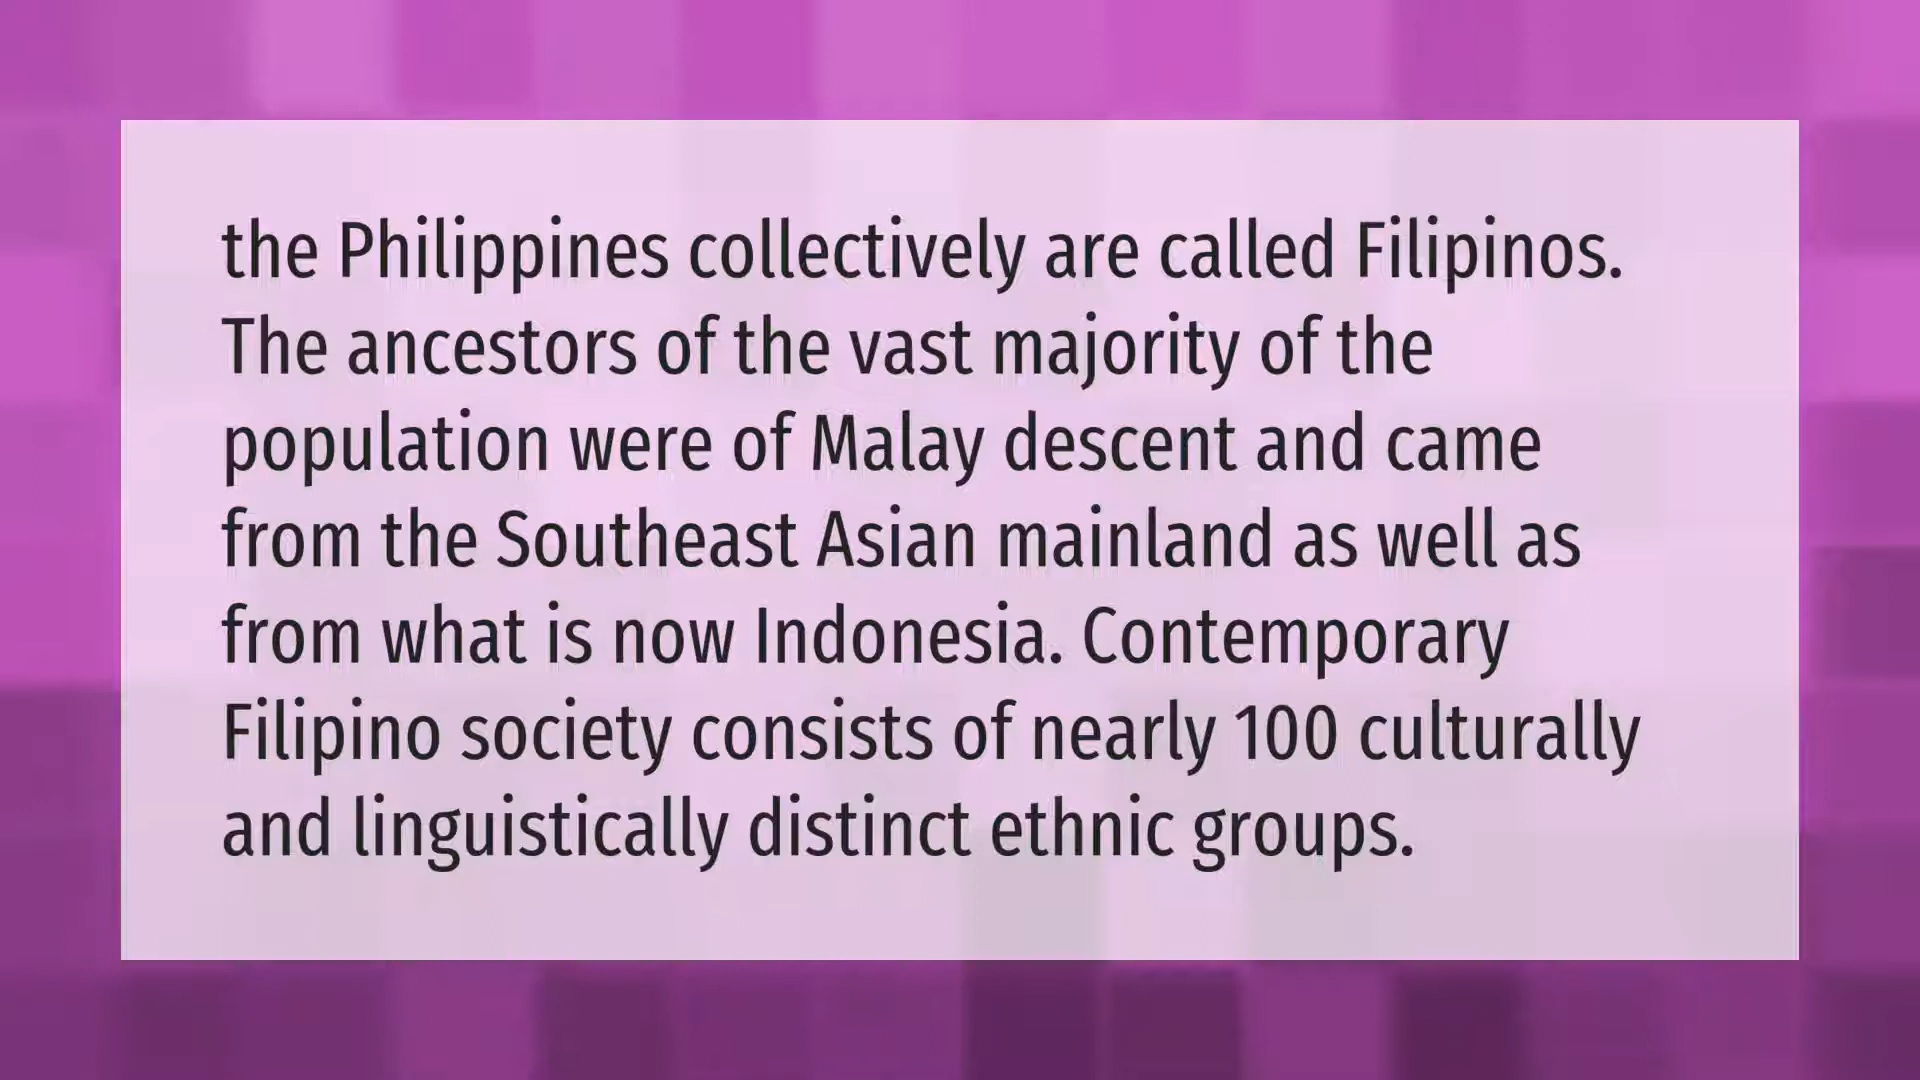 the Philippines collectively are called Filipinos.
The ancestors of the vast majority of the
population were of Malay descent and came
from the Southeast Asian mainland as well as
from what is now Indonesia. Contemporary
Filipino society consists of nearly 100 culturally
and linguistically distinct ethnic groups.